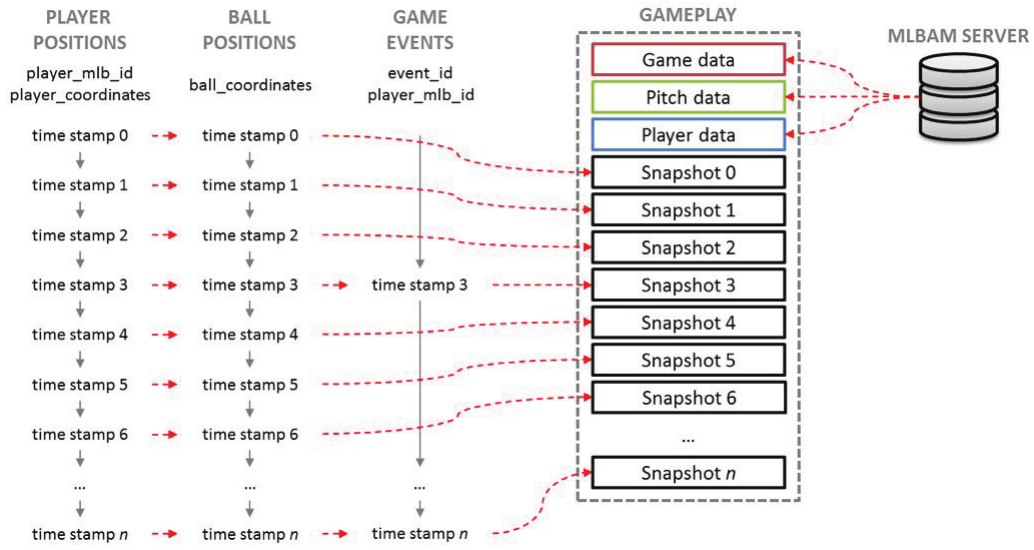 PLAYER
POSITIONS
player_mlb_id
player_coordinates
time stamp 0
time stamp 1
time stamp 2
time stamp 3
time stamp 4
time stamp 5
time stamp 6
...
time stamp n
BALL
POSITIONS
ball_coordinates
time stamp 0
time stamp 1
time stamp 2
time stamp 3
time stamp 4
time stamp 5
time stamp 6
...
time stamp n
GAME
EVENTS
event_id
player_mlb_id
time stamp 3
...
time stamp n
GAMEPLAY
Game data
Pitch data
Player data
Snapshot 0
Snapshot 1
Snapshot 2
Snapshot 3
Snapshot 4
Snapshot 5
Snapshot 6
...
Snapshot n
MLBAM SERVER